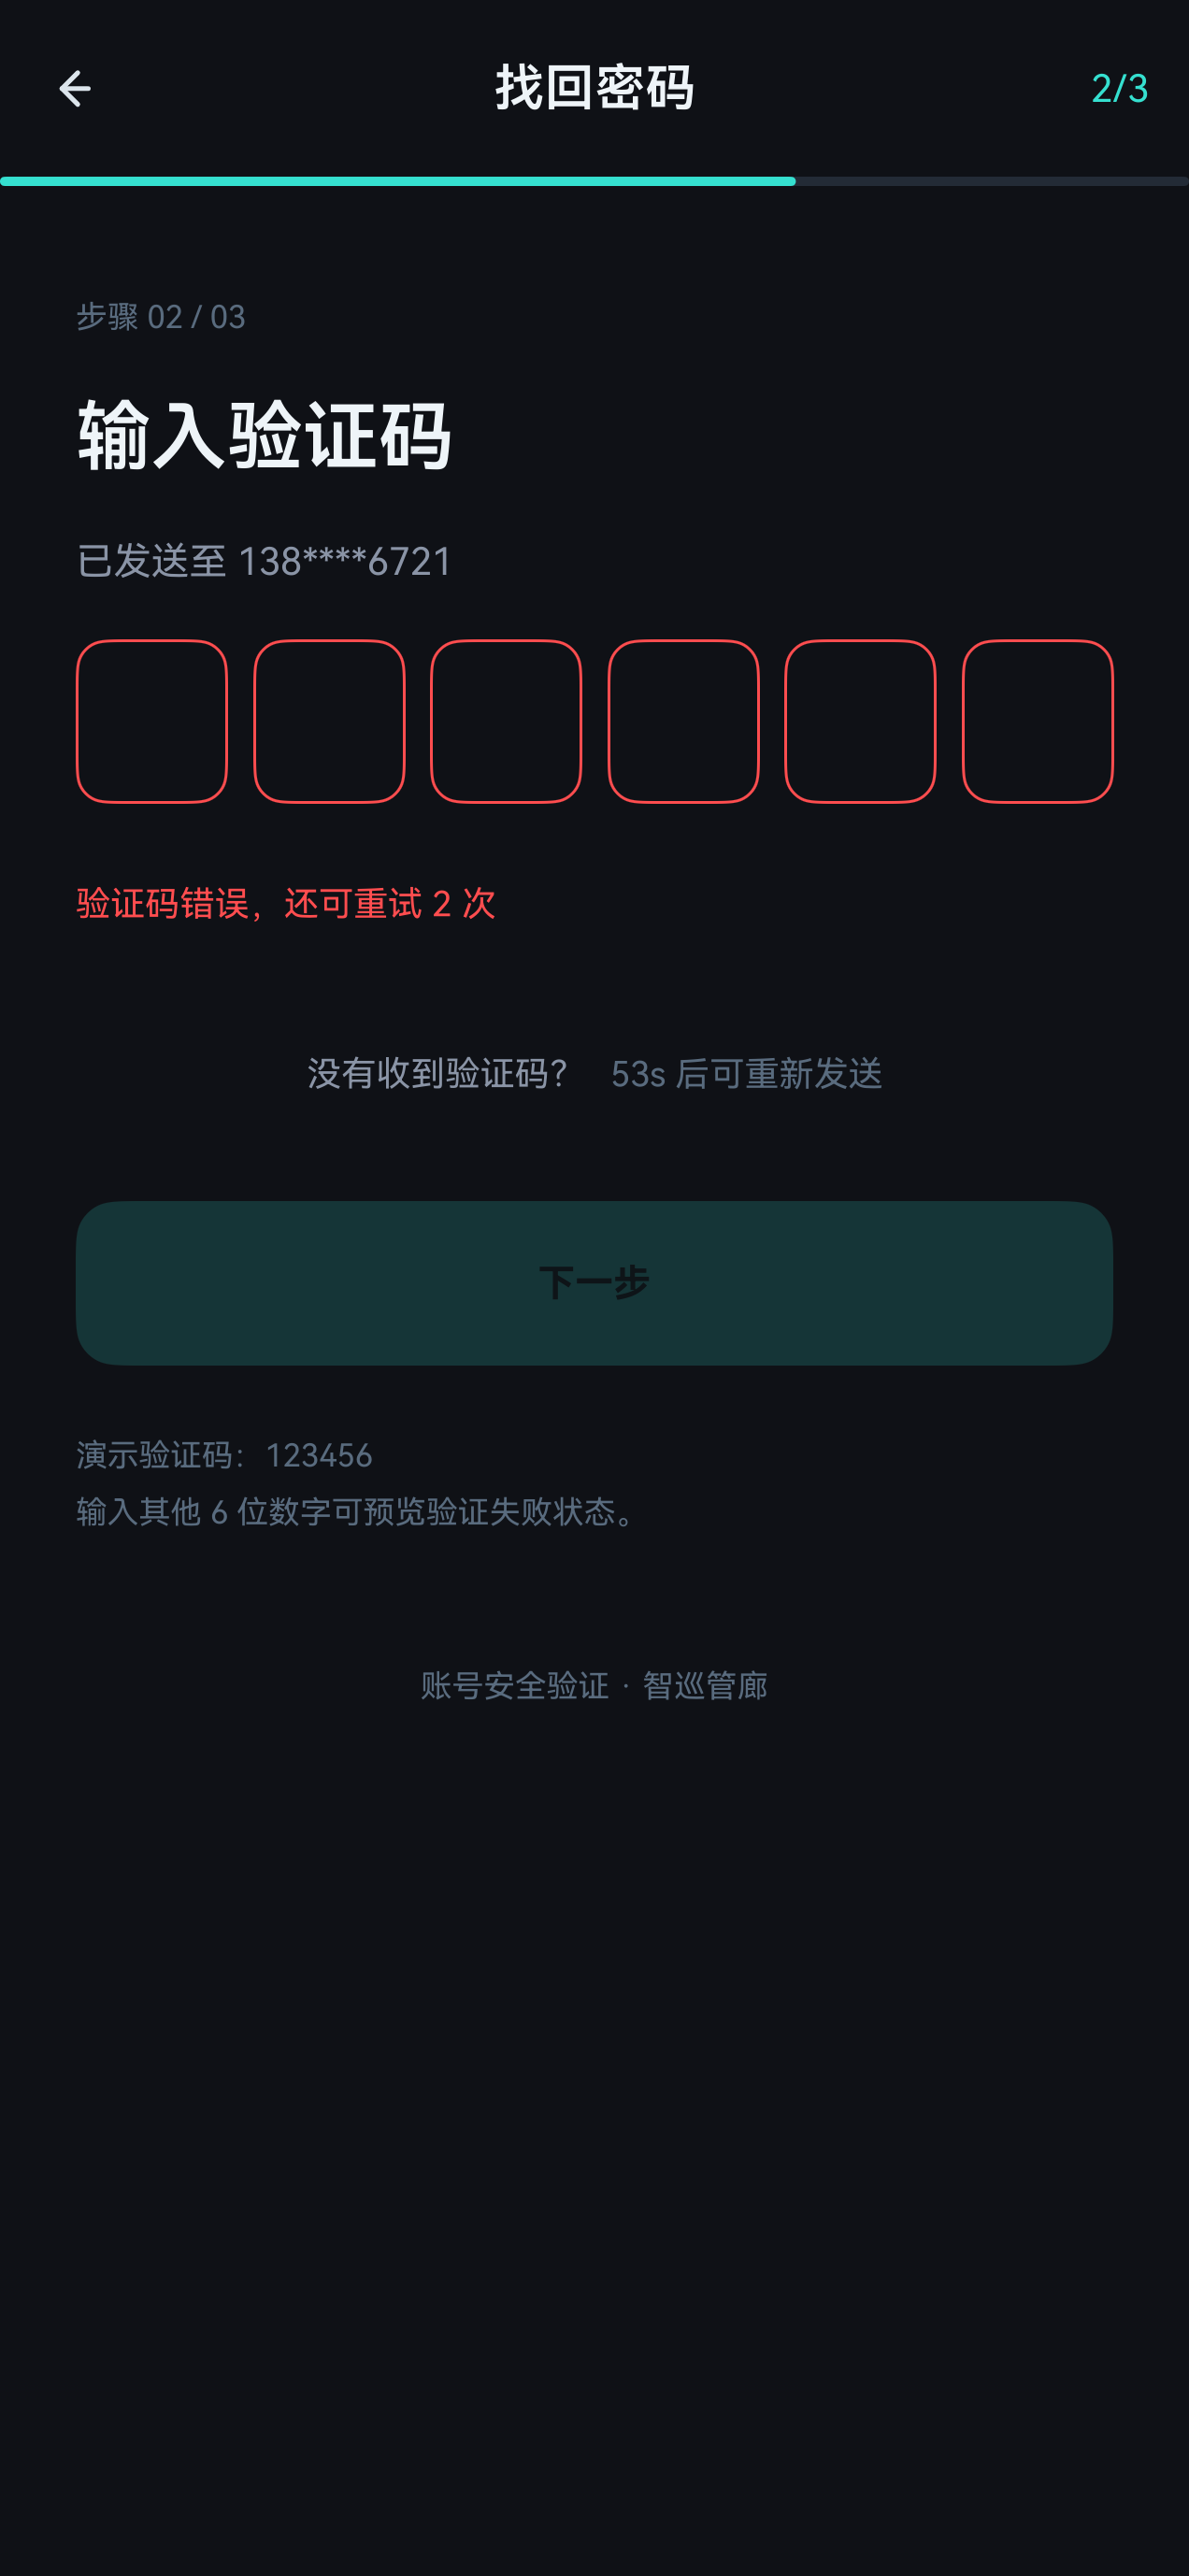 找回密码
2/3
步骤 02 / 03
输入验证码
已发送至 138****6721
验证码错误，还可重试 2 次
没有收到验证码？ 53s 后可重新发送
下一步
演示验证码：123456
输入其他 6 位数字可预览验证失败状态。
账号安全验证 · 智巡管廊